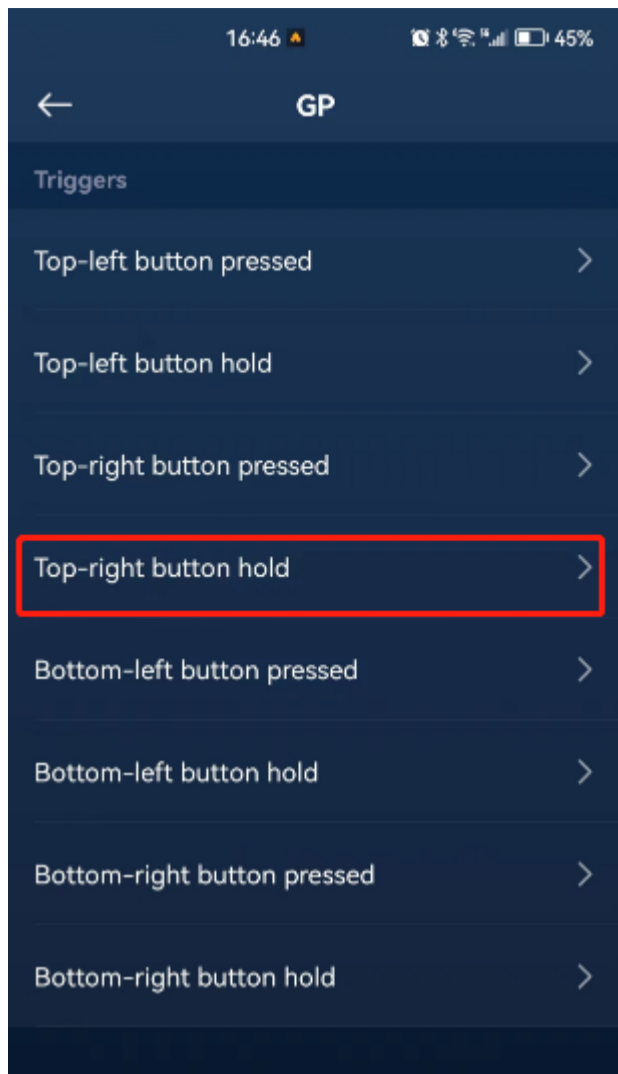 16:46 45%
GP
Triggers
Top-left button pressed
Top-left button hold
Top-right button pressed
Top-right button hold
Bottom-left button pressed
Bottom-left button hold
Bottom-right button pressed
Bottom-right button hold